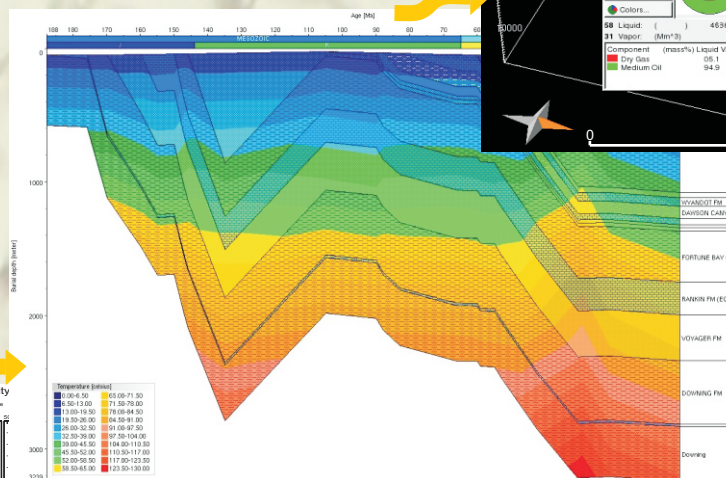 Age [Ma]
188 180 170 160 150 140 130 120 110 100 90 80 70 60
MESOZOIC
0
1000
2000
3000
3239
Burial depth [meter]
Temperature [celsius]
0.00-6.50 65.00-71.50
6.50-13.00 71.50-78.00
13.00-19.50 78.00-84.50
19.50-26.00 84.50-91.00
26.00-32.50 91.00-97.50
32.50-39.00 97.50-104.00
39.00-45.50 104.00-110.50
45.50-52.00 110.50-117.00
52.00-58.50 117.00-123.50
58.50-65.00 123.50-130.00
WYANDOT FM
DAWSON CANY
FORTUNE BAY
RANKIN FM (EQ
VOYAGER FM
DOWNING FM
Downing
Colors...
58 Liquid: ( ) 4636
31 Vapor: (Mm^3)
Component (mass%) Liquid Va
Dry Gas 05.1
Medium Oil 94.9
0